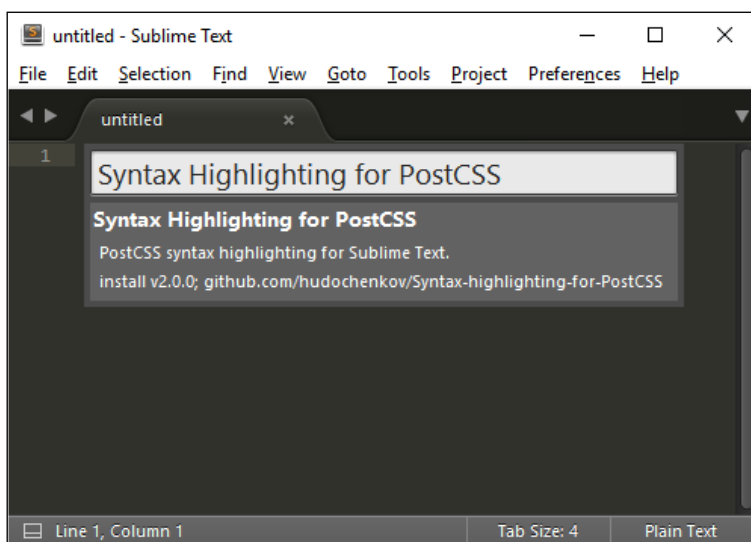 untitled - Sublime Text
File Edit Selection Find View Goto Tools Project Preferences Help
untitled
1
Syntax Highlighting for PostCSS
Syntax Highlighting for PostCSS
PostCSS syntax highlighting for Sublime Text.
install v2.0.0; github.com/hudochenkov/Syntax-highlighting-for-PostCSS
Line 1, Column 1 Tab Size: 4 Plain Text